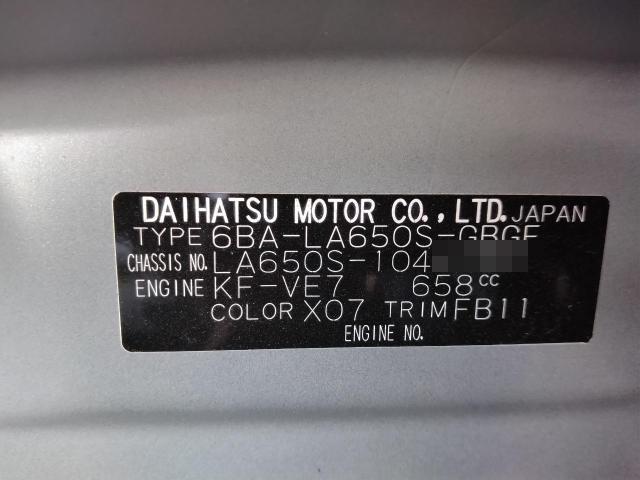 DAIHATSU MOTOR CO., LTD. JAPAN
TYPE 6BA-LA650S-GBGF
CHASSIS NO. LA650S-104
ENGINE KF-VE7 658cc
COLOR X07 TRIM FB11
ENGINE NO.